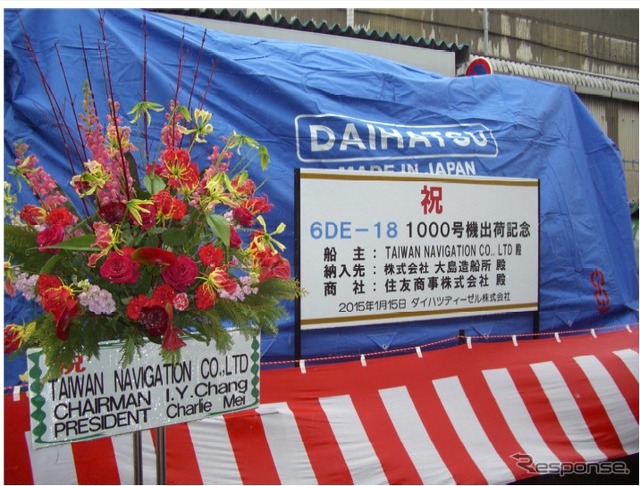 DAIHATSU
MADE IN JAPAN
祝
6DE-18 1000号機出荷記念
船 主 : TAIWAN NAVIGATION CO., LTD 殿
納入先 : 株式会社 大島造船所 殿
商 社 : 住友商事株式会社 殿
2015年1月15日 ダイハツディーゼル株式会社
祝
TAIWAN NAVIGATION CO.,LTD
CHAIRMAN I.Y.Chang
PRESIDENT Charlie Mei
Response.